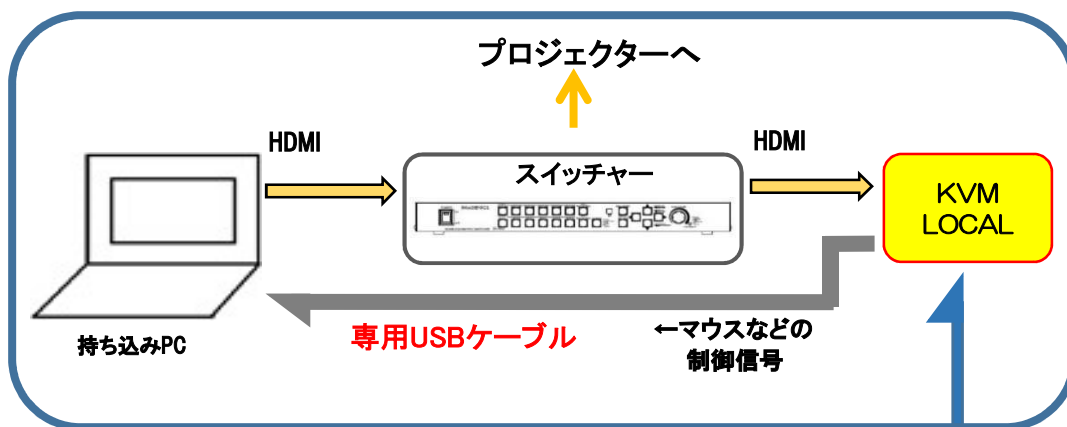 プロジェクターへ
HDMI
HDMI
スイッチャー
KVM
LOCAL
専用USBケーブル
←マウスなどの
制御信号
持ち込みPC